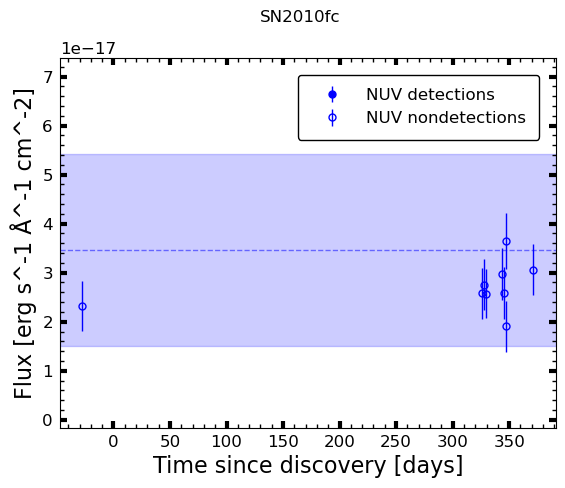 SN2010fc
1e−17
7
6
5
4
3
2
1
0
Flux [erg s^-1 Å^-1 cm^-2]
NUV detections
NUV nondetections
0 50 100 150 200 250 300 350
Time since discovery [days]